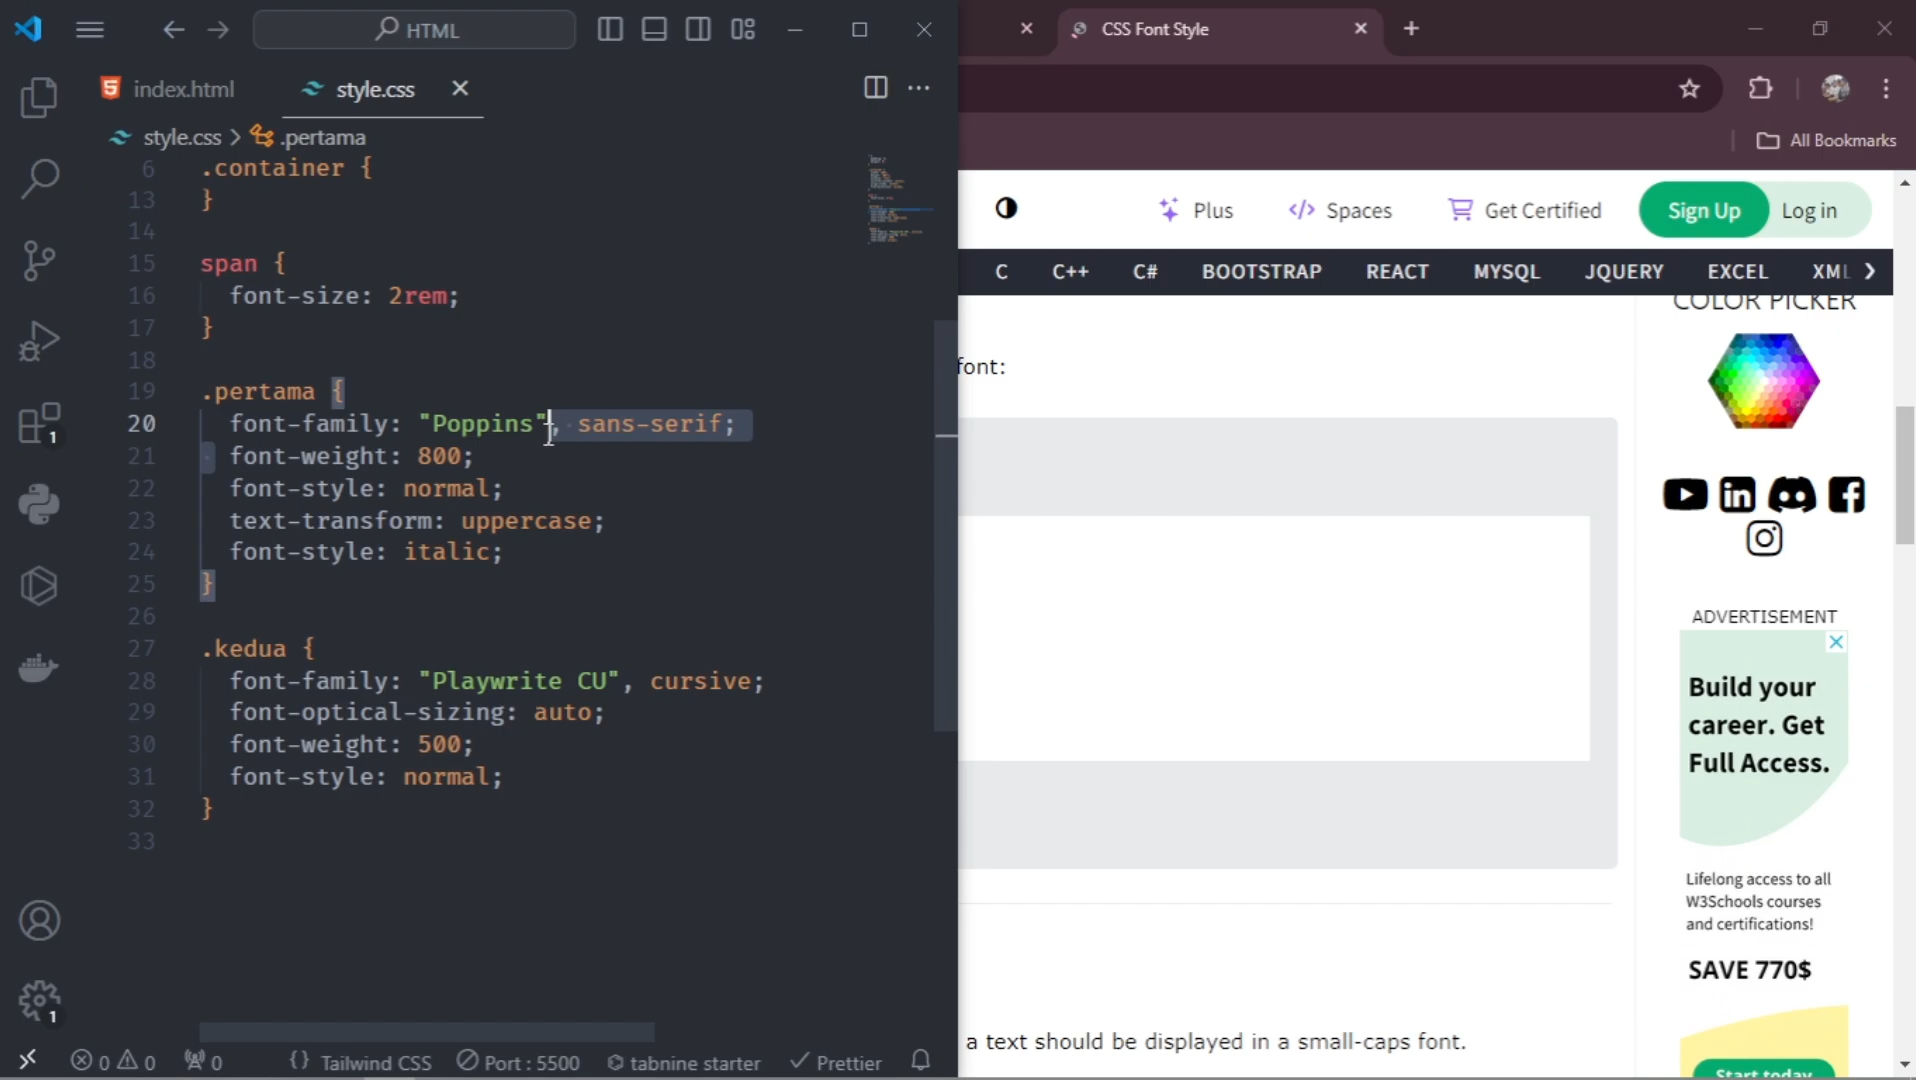 HTML
index.html
style.css
style.css > .pertama
6 .container {
13 }
14
15 span {
16 font-size: 2rem;
17 }
18
19 .pertama {
20 font-family: "Poppins", sans-serif;
21 font-weight: 800;
22 font-style: normal;
23 text-transform: uppercase;
24 font-style: italic;
25 }
26
27 .kedua {
28 font-family: "Playwrite CU", cursive;
29 font-optical-sizing: auto;
30 font-weight: 500;
31 font-style: normal;
32 }
33
1
1
0 0 0 {} Tailwind CSS Port : 5500 tabnine starter Prettier
CSS Font Style
All Bookmarks
Plus Spaces Get Certified Sign Up Log in
C C++ C# BOOTSTRAP REACT MYSQL JQUERY EXCEL XML
COLOR PICKER
font:
ADVERTISEMENT
Build your
career. Get
Full Access.
Lifelong access to all
W3Schools courses
and certifications!
SAVE 770$
Start today
a text should be displayed in a small-caps font.